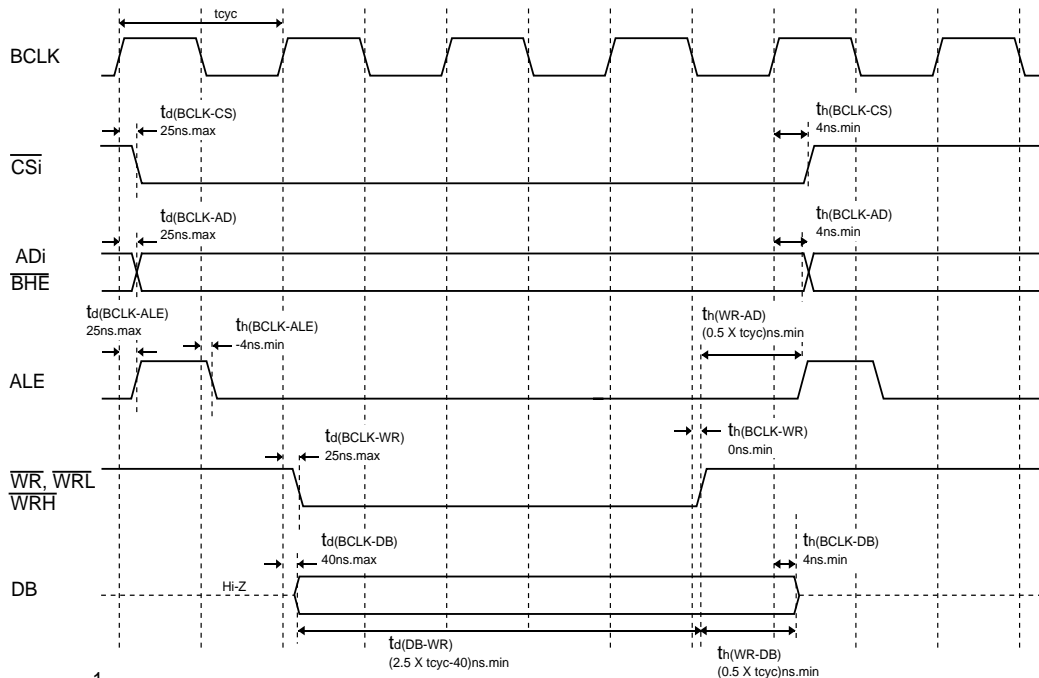 tcyc
BCLK
td(BCLK-CS)
25ns.max
th(BCLK-CS)
4ns.min
CSi
td(BCLK-AD)
25ns.max
th(BCLK-AD)
4ns.min
ADi
BHE
td(BCLK-ALE)
25ns.max
th(BCLK-ALE)
-4ns.min
th(WR-AD)
(0.5 X tcyc)ns.min
ALE
td(BCLK-WR)
25ns.max
th(BCLK-WR)
0ns.min
WR, WRL
WRH
td(BCLK-DB)
40ns.max
th(BCLK-DB)
4ns.min
DB
Hi-Z
td(DB-WR)
(2.5 X tcyc-40)ns.min
th(WR-DB)
(0.5 X tcyc)ns.min
1